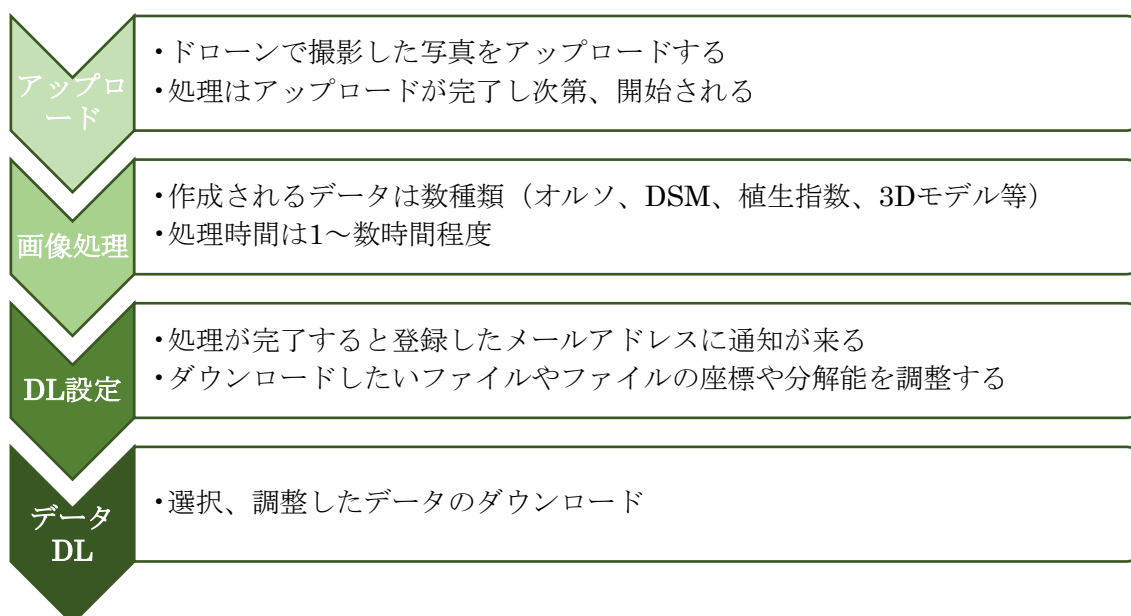 アップロ
ード
・ドローンで撮影した写真をアップロードする
・処理はアップロードが完了し次第、開始される
画像処理
・作成されるデータは数種類（オルソ、DSM、植生指数、3Dモデル等）
・処理時間は1～数時間程度
DL設定
・処理が完了すると登録したメールアドレスに通知が来る
・ダウンロードしたいファイルやファイルの座標や分解能を調整する
データ
DL
・選択、調整したデータのダウンロード